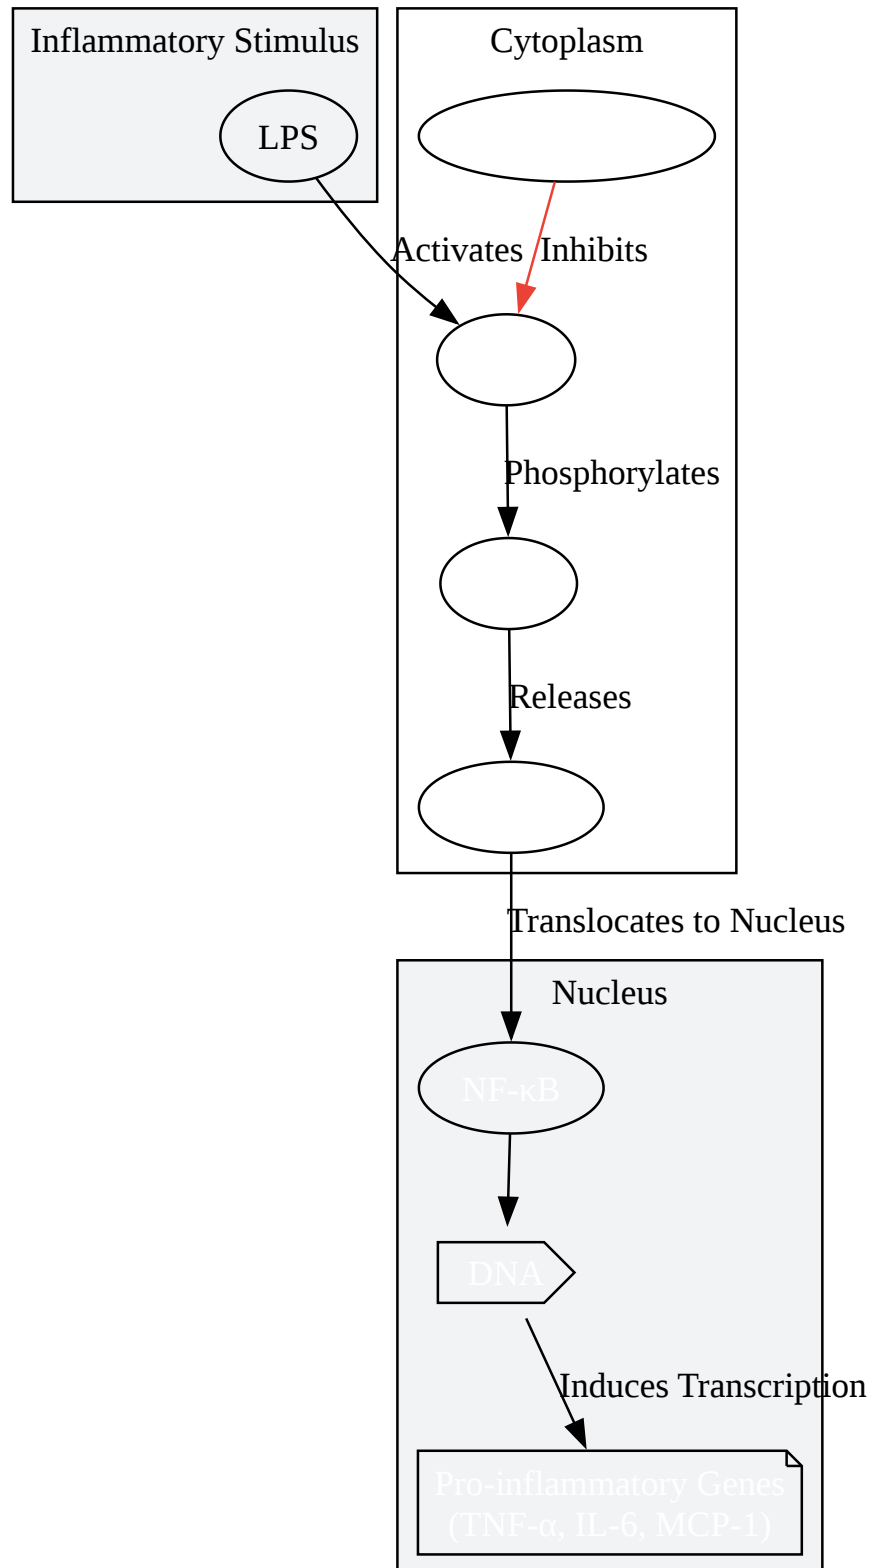 Inflammatory Stimulus
LPS
Cytoplasm
Activates
Inhibits
Phosphorylates
Releases
Translocates to Nucleus
Nucleus
NF-κB
DNA
Induces Transcription
Pro-inflammatory Genes
(TNF-α, IL-6, MCP-1)